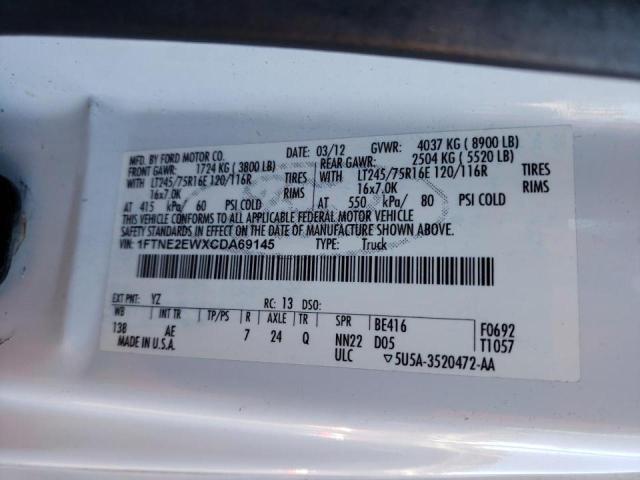 MFD. BY FORD MOTOR CO. DATE: 03/12 GVWR: 4037 KG ( 8900 LB)
FRONT GAWR: 1724 KG ( 3800 LB) REAR GAWR: 2504 KG ( 5520 LB)
WITH LT245/75R16E 120/116R TIRES WITH LT245/75R16E 120/116R TIRES
16x7.0K RIMS 16x7.0K RIMS
AT 415 kPa/ 60 PSI COLD AT 550 kPa/ 80 PSI COLD
THIS VEHICLE CONFORMS TO ALL APPLICABLE FEDERAL MOTOR VEHICLE
SAFETY STANDARDS IN EFFECT ON THE DATE OF MANUFACTURE SHOWN ABOVE.
VIN: 1FTNE2EWXCDA69145 TYPE: Truck
EXT PNT: YZ RC: 13 DSO:
WB INT TR TP/PS R AXLE TR SPR BE416 F0692
138 AE 7 24 Q NN22 D05 T1057
MADE IN U.S.A. ULC ▽5U5A-3520472-AA